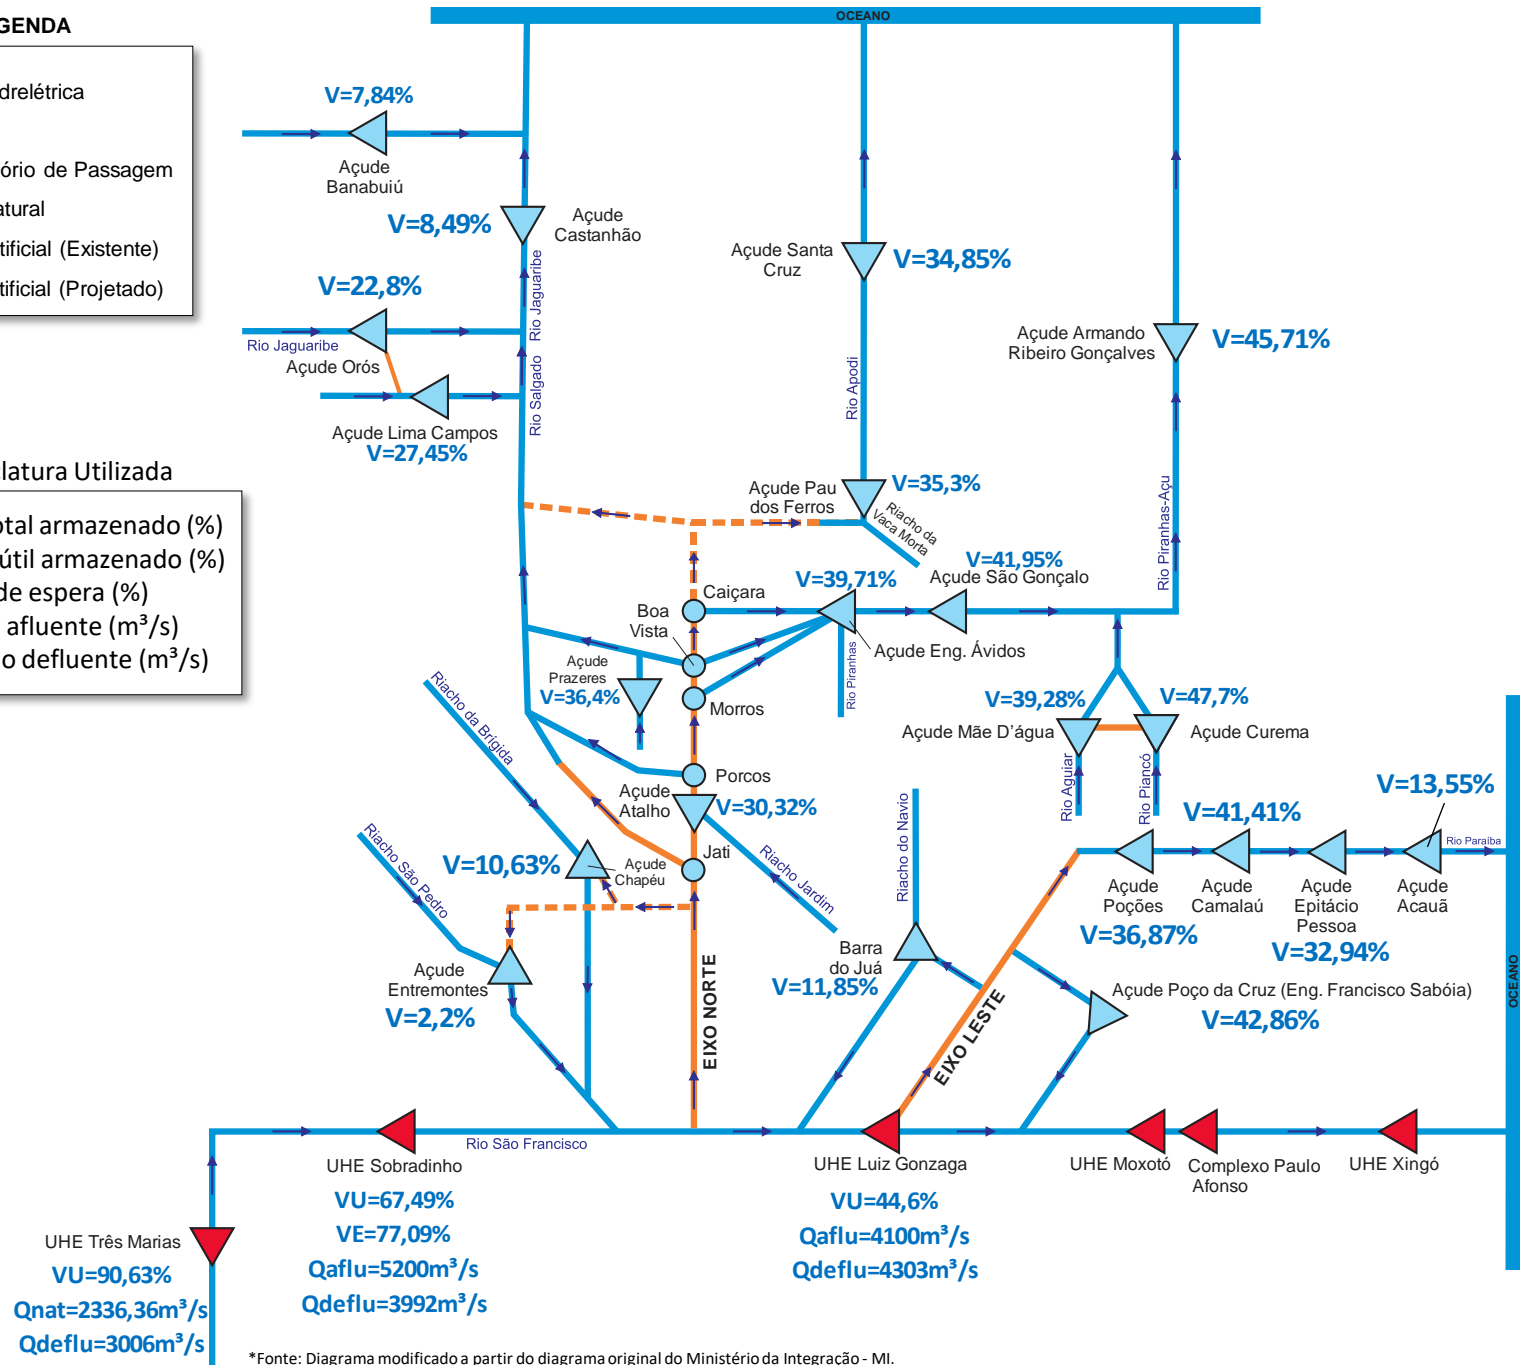 GENDA
drelétrica
ório de Passagem
atural
tificial (Existente)
tificial (Projetado)
clatura Utilizada
otal armazenado (%)
útil armazenado (%)
de espera (%)
afluente (m³/s)
o defluente (m³/s)
OCEANO
V=7,84%
Açude
Banabuiú
V=8,49%
Açude
Castanhão
Rio Jaguaribe
V=22,8%
Rio Jaguaribe
Açude Orós
Rio Salgado
Açude Lima Campos
V=27,45%
Açude Santa
Cruz
V=34,85%
Rio Apodi
Açude Armando
Ribeiro Gonçalves
V=45,71%
Rio Piranhas-Açu
Açude Pau
dos Ferros
V=35,3%
Riacho da
Vaca Morta
V=41,95%
Açude São Gonçalo
V=39,71%
Caiçara
Boa
Vista
Açude Eng. Ávidos
Rio Piranhas
Açude
Prazeres
V=36,4%
Morros
Riacho da Brígida
V=39,28%
V=47,7%
Açude Mãe D'água
Açude Curema
Rio Aguiar
Rio Piancó
Porcos
Açude
Atalho
V=30,32%
Riacho do Navio
V=13,55%
V=41,41%
Rio Paraíba
Riacho São Pedro
V=10,63%
Açude
Chapéu
Jati
Riacho Jardim
Açude
Poções
V=36,87%
Açude
Camalaú
Açude
Epitácio
Pessoa
V=32,94%
Açude
Acauã
Açude
Entremontes
V=2,2%
EIXO NORTE
Barra
do Juá
V=11,85%
EIXO LESTE
Açude Poço da Cruz (Eng. Francisco Sabóia)
V=42,86%
OCEANO
Rio São Francisco
UHE Sobradinho
VU=67,49%
VE=77,09%
Qaflu=5200m³/s
Qdeflu=3992m³/s
UHE Luiz Gonzaga
VU=44,6%
Qaflu=4100m³/s
Qdeflu=4303m³/s
UHE Moxotó
Complexo Paulo
Afonso
UHE Xingó
UHE Três Marias
VU=90,63%
Qnat=2336,36m³/s
Qdeflu=3006m³/s
*Fonte: Diagrama modificado a partir do diagrama original do Ministério da Integração - MI.